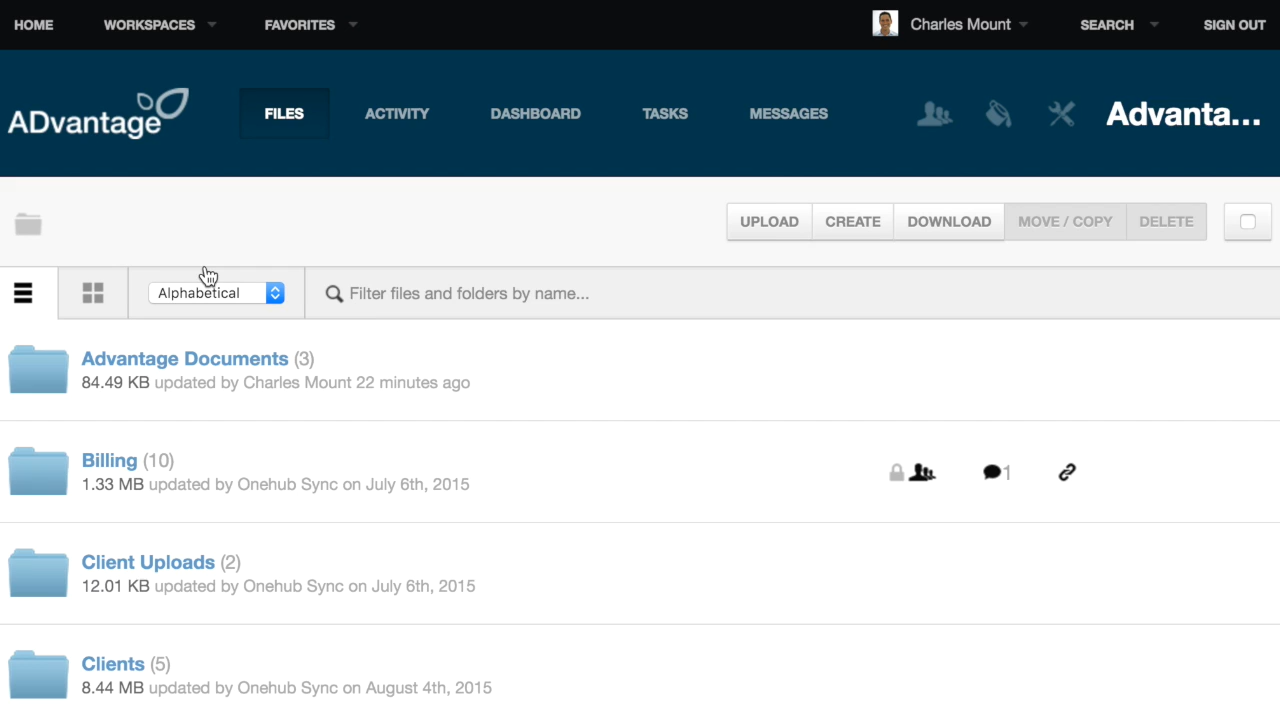 HOME WORKSPACES FAVORITES Charles Mount SEARCH SIGN OUT
ADvantage FILES ACTIVITY DASHBOARD TASKS MESSAGES Advanta...
UPLOAD CREATE DOWNLOAD MOVE / COPY DELETE
Alphabetical Filter files and folders by name...
Advantage Documents (3)
84.49 KB updated by Charles Mount 22 minutes ago
Billing (10)
1.33 MB updated by Onehub Sync on July 6th, 2015
1
Client Uploads (2)
12.01 KB updated by Onehub Sync on July 6th, 2015
Clients (5)
8.44 MB updated by Onehub Sync on August 4th, 2015